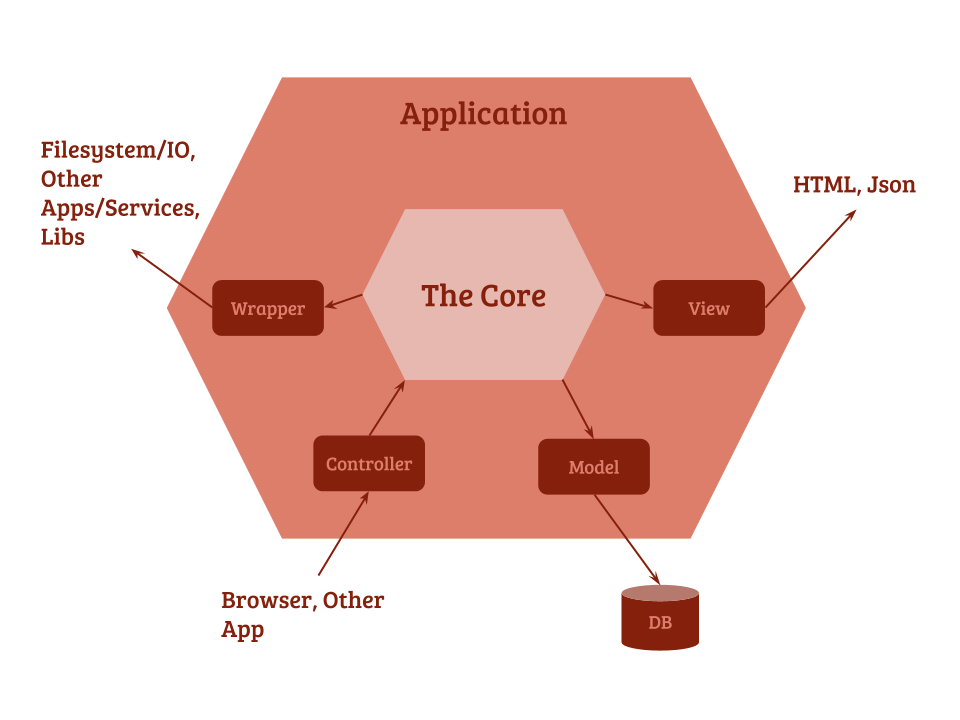 Application
Filesystem/IO,
Other
Apps/Services,
Libs
HTML, Json
The Core
Wrapper
View
Controller
Model
Browser, Other
App
DB